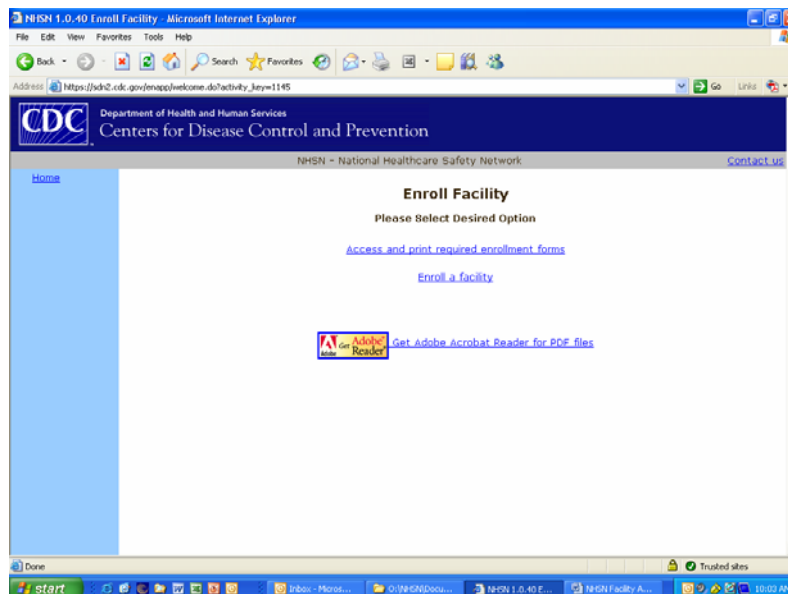 NHSN 1.0.40 Enroll Facility - Microsoft Internet Explorer
File Edit View Favorites Tools Help
Back Search Favorites
Address https://sdn2.cdc.gov/enapp/welcome.do?activity_key=1145 Go Links
CDC
Department of Health and Human Services
Centers for Disease Control and Prevention
NHSN - National Healthcare Safety Network Contact us
Home
Enroll Facility
Please Select Desired Option
Access and print required enrollment forms
Enroll a facility
Adobe Get Adobe Reader Get Adobe Acrobat Reader for PDF files
Done Trusted sites
start Inbox - Micros... O:\NHSN\Docu... NHSN 1.0.40 E... NHSN Facility A... 10:03 AM